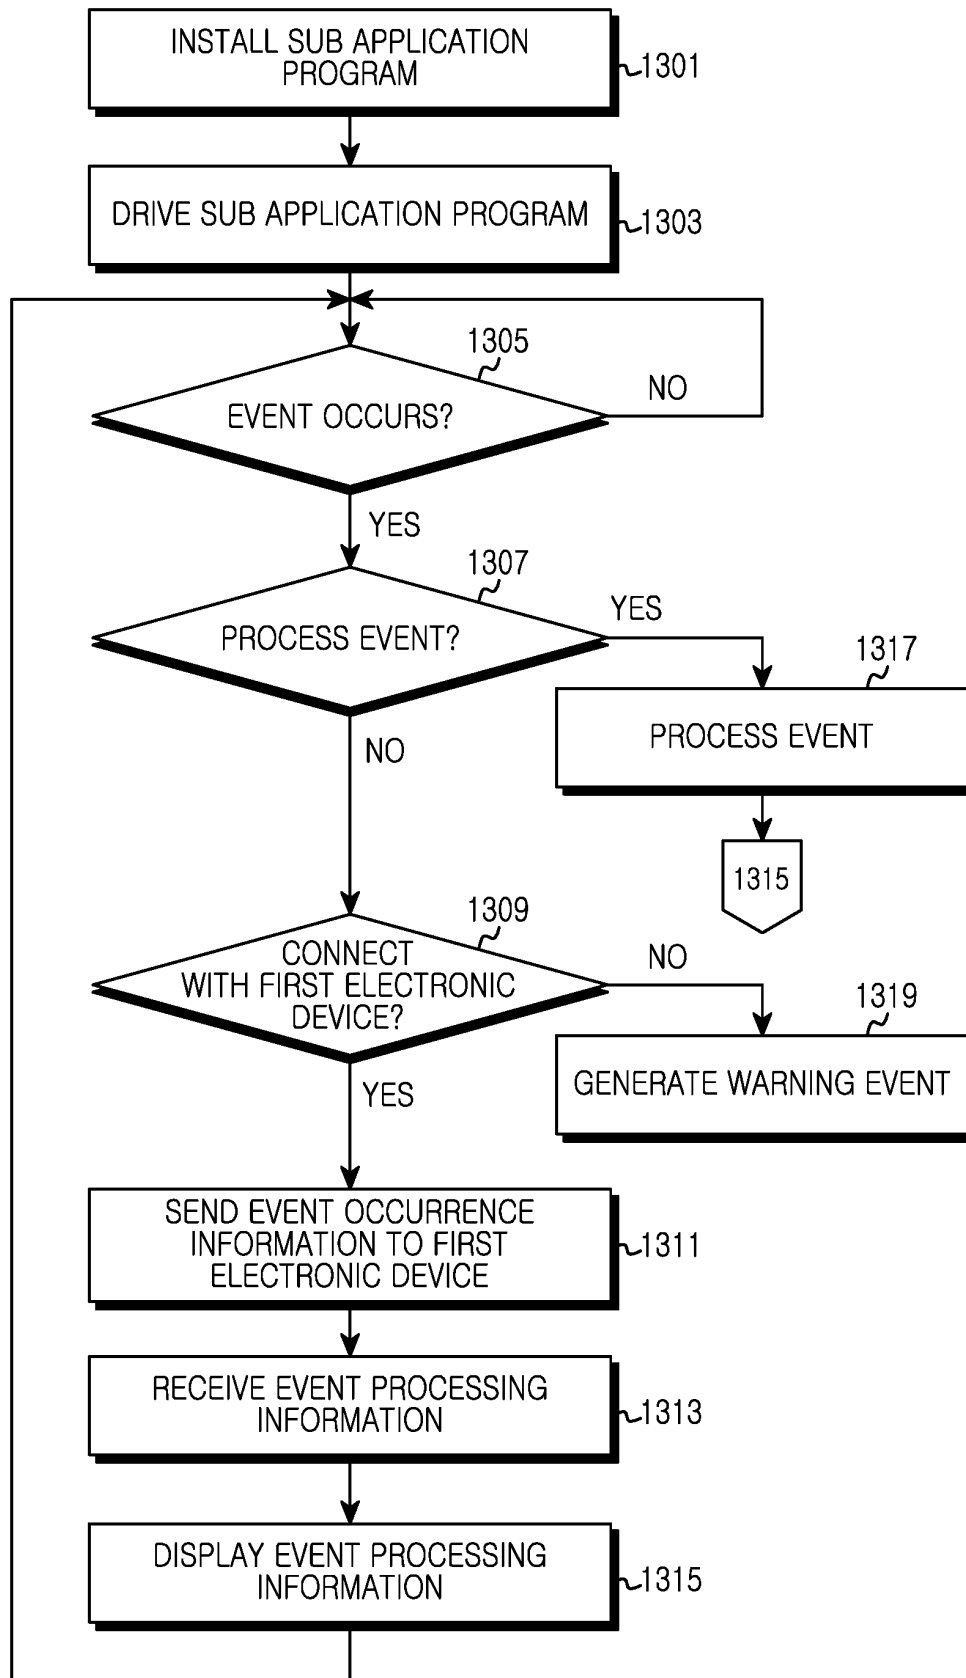 INSTALL SUB APPLICATION
PROGRAM
1301
DRIVE SUB APPLICATION PROGRAM
1303
1305
EVENT OCCURS?
NO
YES
1307
PROCESS EVENT?
YES
NO
1317
PROCESS EVENT
1315
1309
CONNECT
WITH FIRST ELECTRONIC
DEVICE?
NO
YES
1319
GENERATE WARNING EVENT
SEND EVENT OCCURRENCE
INFORMATION TO FIRST
ELECTRONIC DEVICE
1311
RECEIVE EVENT PROCESSING
INFORMATION
1313
DISPLAY EVENT PROCESSING
INFORMATION
1315